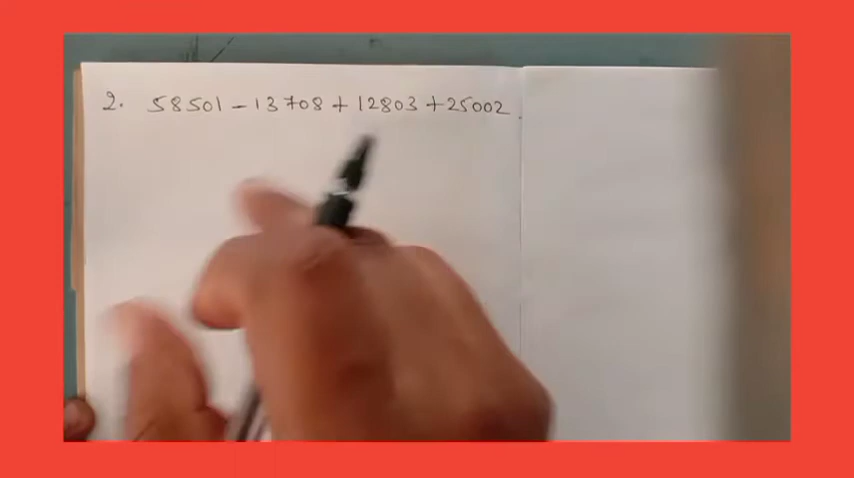 2. 58501 - 13708 + 12803 + 25002.